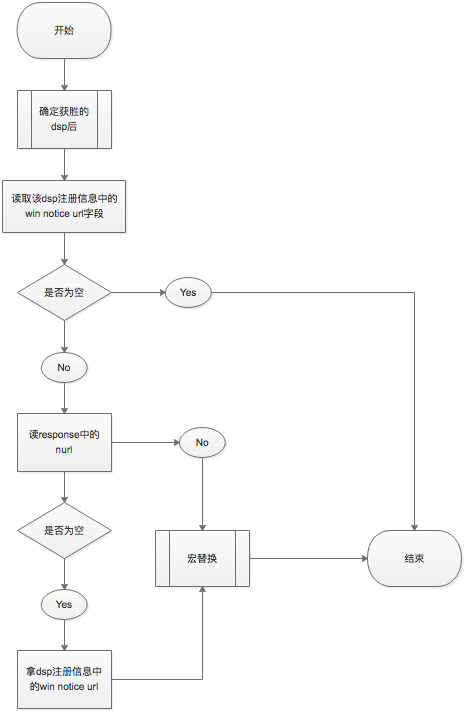 开始
确定获胜的
dsp后
读取该dsp注册信息中的
win notice url字段
是否为空
Yes
No
读response中的
nurl
No
是否为空
宏替换
结束
Yes
拿dsp注册信息中
的win notice url